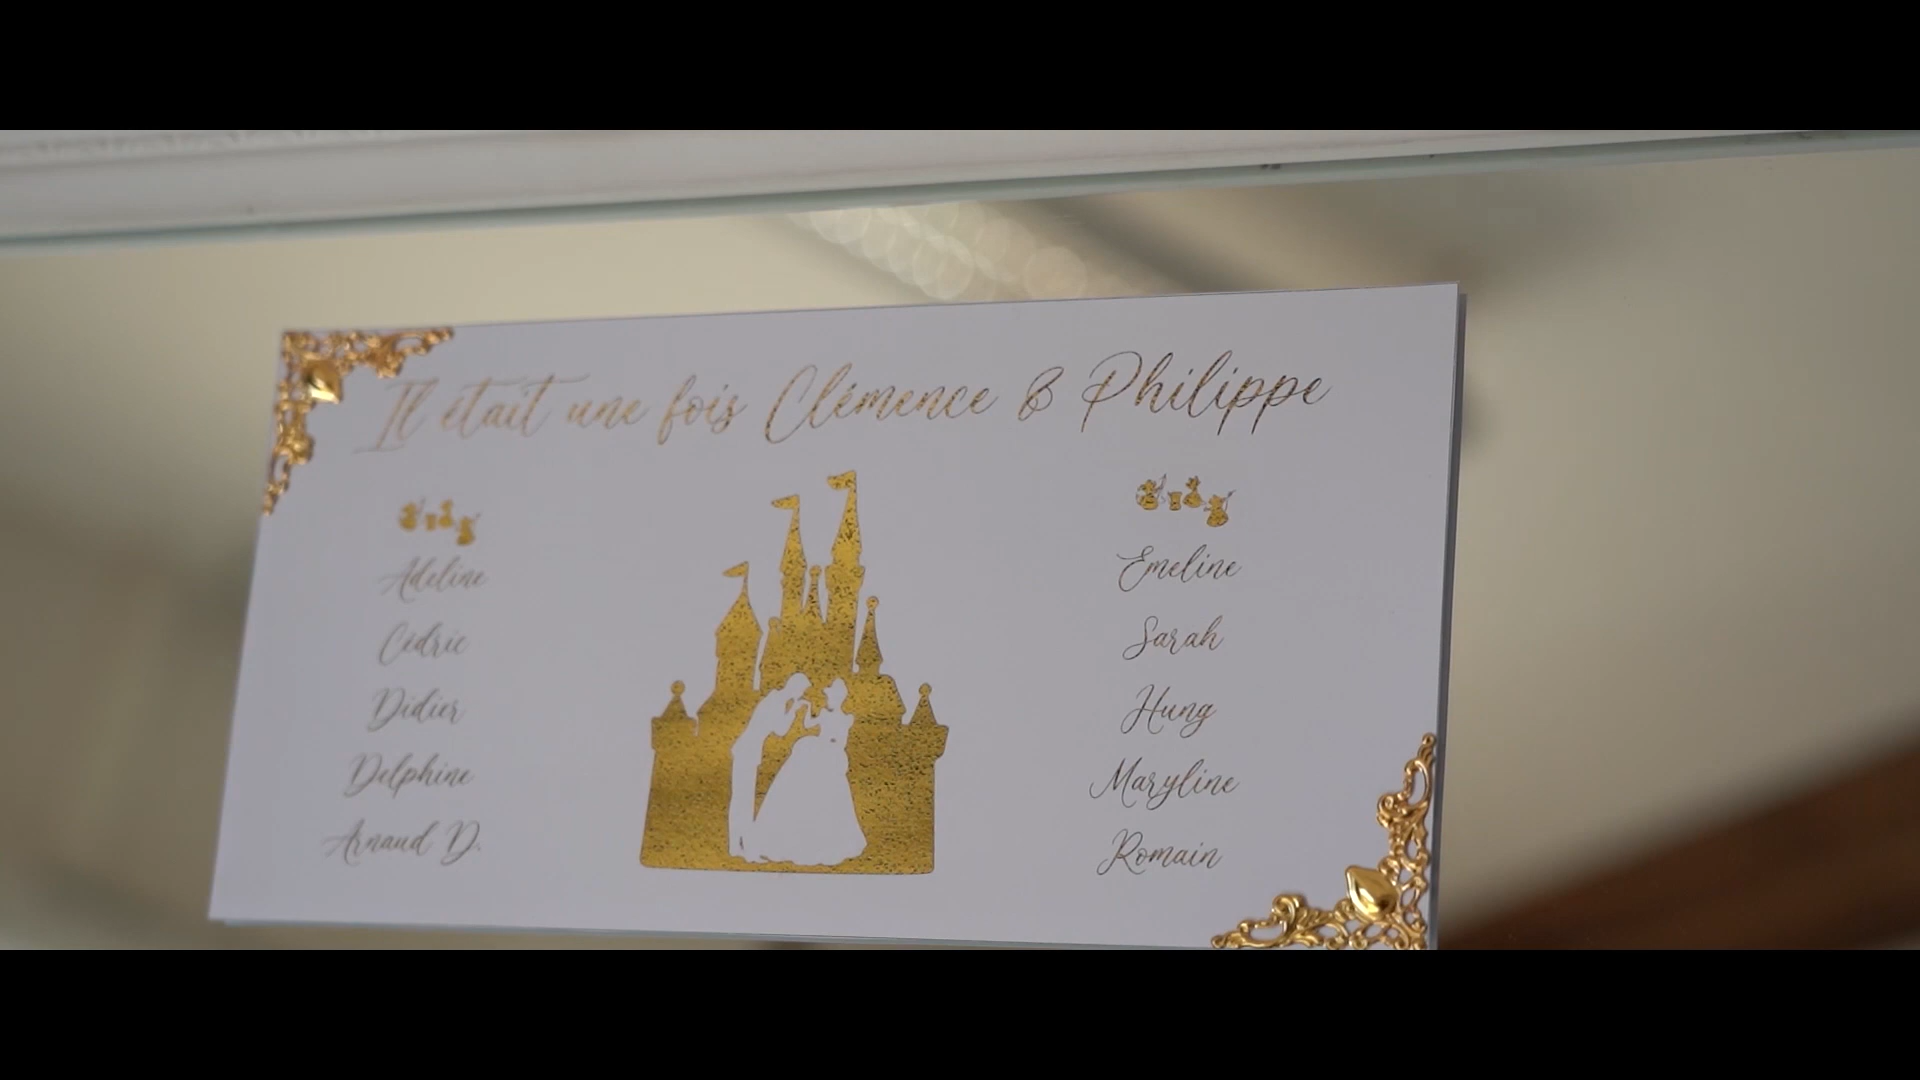 Il était une fois Clémence & Philippe
Adeline
Cédric
Didier
Delphine
Arnaud D.
Emeline
Sarah
Hung
Maryline
Romain